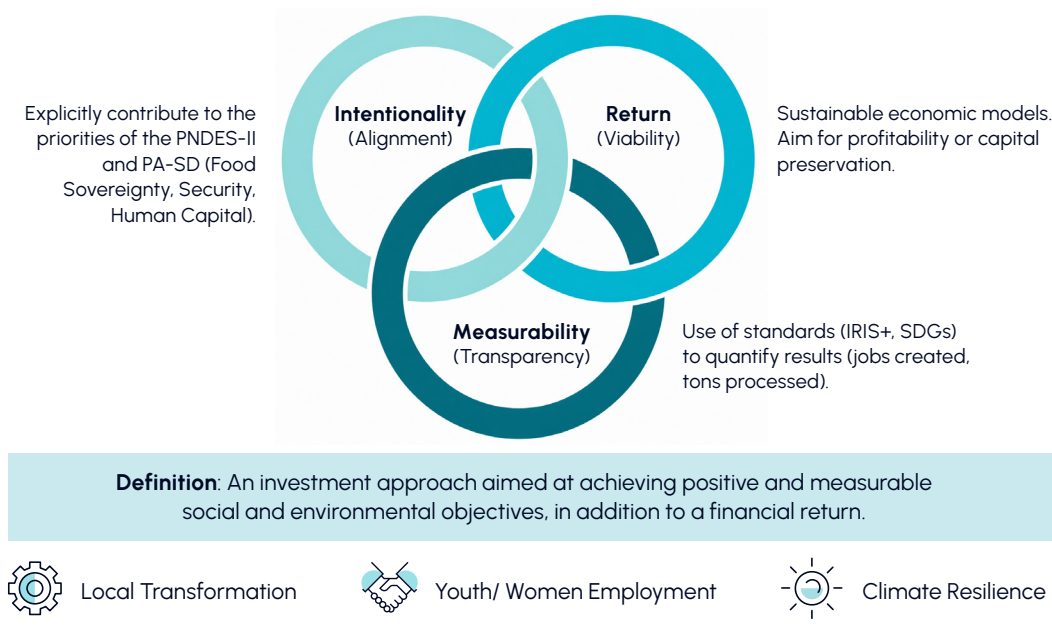 Explicitly contribute to the
priorities of the PNDES-II
and PA-SD (Food
Sovereignty, Security,
Human Capital).
Intentionality
(Alignment)
Return
(Viability)
Sustainable economic models.
Aim for profitability or capital
preservation.
Measurability
(Transparency)
Use of standards (IRIS+, SDGs)
to quantify results (jobs created,
tons processed).
Definition: An investment approach aimed at achieving positive and measurable
social and environmental objectives, in addition to a financial return.
Local Transformation
Youth/ Women Employment
Climate Resilience